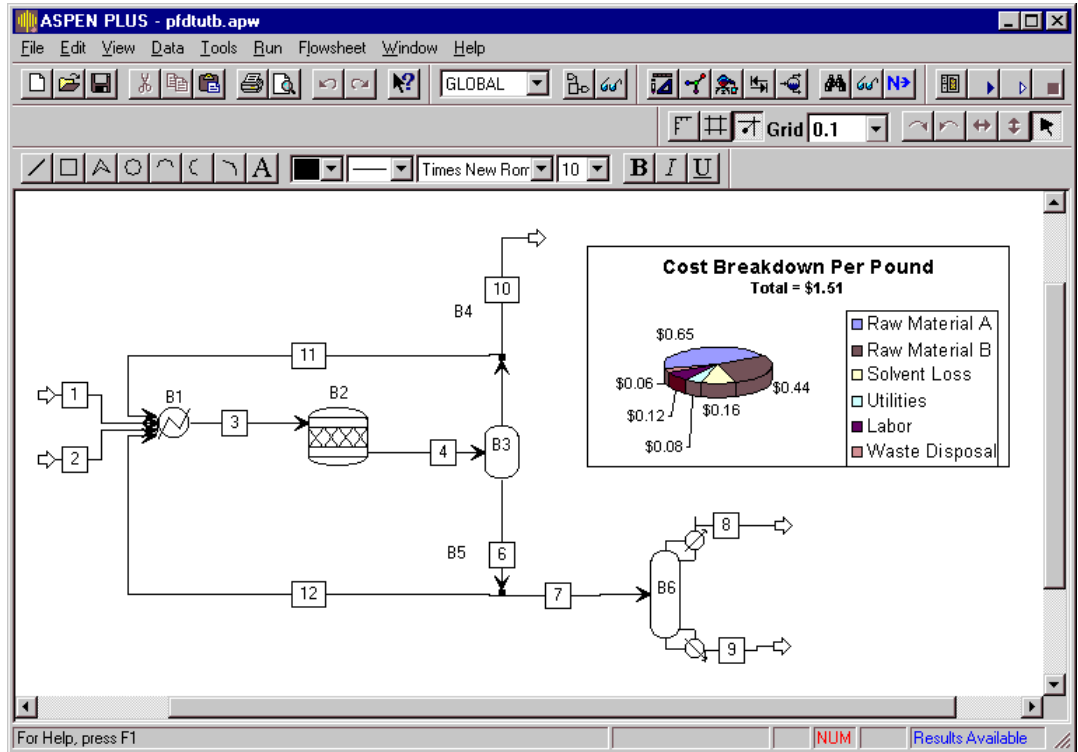 ASPEN PLUS - pfdtutb.apw
File Edit View Data Tools Run Flowsheet Window Help
GLOBAL N>
Grid 0.1
A Times New Rom 10 B I U
10
B4
Cost Breakdown Per Pound
Total = $1.51
$0.65
$0.44
$0.16
$0.08
$0.12
$0.06
Raw Material A
Raw Material B
Solvent Loss
Utilities
Labor
Waste Disposal
11
1
B1
3
B2
2
4
B3
B5
6
12
7
8
B6
9
For Help, press F1 NUM Results Available